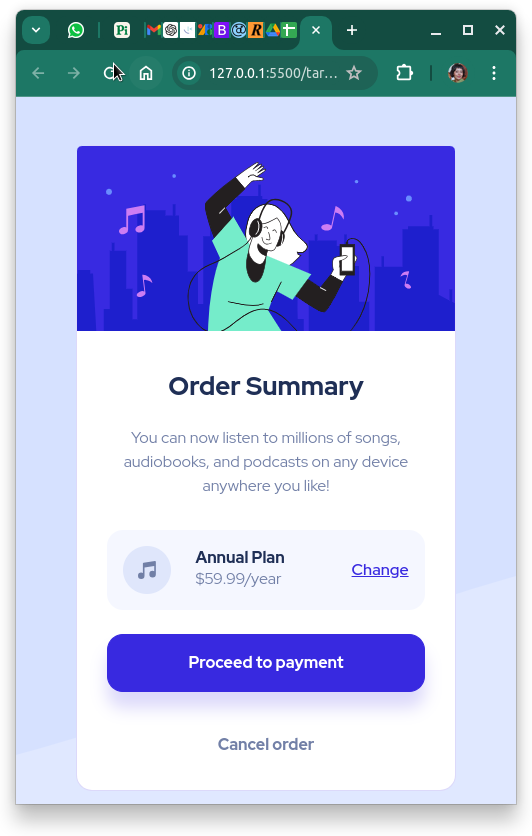 Pi
B
R
127.0.0.1:5500/tar…
Order Summary
You can now listen to millions of songs,
audiobooks, and podcasts on any device
anywhere you like!
Annual Plan
$59.99/year
Change
Proceed to payment
Cancel order